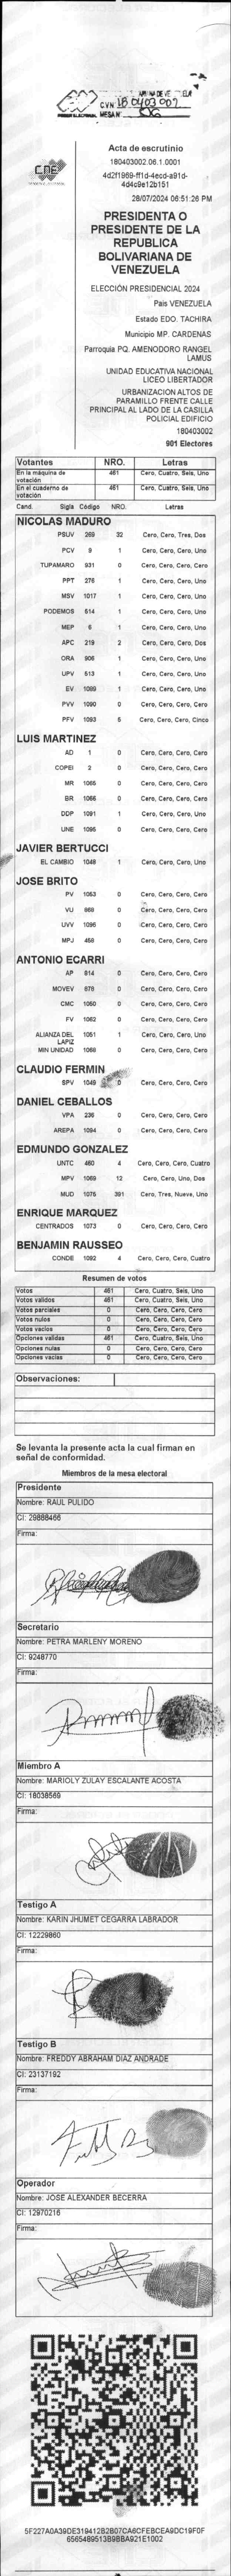 CVN 180403002
MESA Nº 06
CNE
PODER ELECTORAL
Acta de escrutinio
180403002.06.1.0001
4d2f1969-ff1d-4ecd-a91d-
4d4c9e12b151
28/07/2024 06:51:26 PM
PRESIDENTA O
PRESIDENTE DE LA
REPUBLICA
BOLIVARIANA DE
VENEZUELA
ELECCIÓN PRESIDENCIAL 2024
Pais VENEZUELA
Estado EDO. TACHIRA
Municipio MP. CARDENAS
Parroquia PQ. AMENODORO RANGEL
LAMUS
UNIDAD EDUCATIVA NACIONAL
LICEO LIBERTADOR
URBANIZACIÓN ALTOS DE
PARAMILLO FRENTE CALLE
PRINCIPAL AL LADO DE LA CASILLA
POLICIAL EDIFICIO
180403002
901 Electores
Votantes NRO. Letras
En la máquina de votación 461 Cero, Cuatro, Seis, Uno
En el cuaderno de votación 461 Cero, Cuatro, Seis, Uno
Cand. Sigla Código NRO. Letras
NICOLAS MADURO
PSUV 269 32 Cero, Cero, Tres, Dos
PCV 9 1 Cero, Cero, Cero, Uno
TUPAMARO 931 0 Cero, Cero, Cero, Cero
PPT 276 1 Cero, Cero, Cero, Uno
MSV 1017 1 Cero, Cero, Cero, Uno
PODEMOS 514 1 Cero, Cero, Cero, Uno
MEP 6 1 Cero, Cero, Cero, Uno
APC 219 2 Cero, Cero, Cero, Dos
ORA 906 1 Cero, Cero, Cero, Uno
UPV 513 1 Cero, Cero, Cero, Uno
EV 1089 1 Cero, Cero, Cero, Uno
PVV 1090 0 Cero, Cero, Cero, Cero
PFV 1093 5 Cero, Cero, Cero, Cinco
LUIS MARTINEZ
AD 1 0 Cero, Cero, Cero, Cero
COPEI 2 0 Cero, Cero, Cero, Cero
MR 1065 0 Cero, Cero, Cero, Cero
BR 1066 0 Cero, Cero, Cero, Cero
DDP 1091 1 Cero, Cero, Cero, Uno
UNE 1095 0 Cero, Cero, Cero, Cero
JAVIER BERTUCCI
EL CAMBIO 1048 1 Cero, Cero, Cero, Uno
JOSE BRITO
PV 1053 0 Cero, Cero, Cero, Cero
VU 969 0 Cero, Cero, Cero, Cero
UVV 1096 0 Cero, Cero, Cero, Cero
MPJ 458 0 Cero, Cero, Cero, Cero
ANTONIO ECARRI
AP 914 0 Cero, Cero, Cero, Cero
MOVEV 878 0 Cero, Cero, Cero, Cero
CMC 1050 0 Cero, Cero, Cero, Cero
FV 1062 0 Cero, Cero, Cero, Cero
ALIANZA DEL LAPIZ 1051 1 Cero, Cero, Cero, Uno
MIN UNIDAD 1068 0 Cero, Cero, Cero, Cero
CLAUDIO FERMIN
SPV 1049 0 Cero, Cero, Cero, Cero
DANIEL CEBALLOS
VPA 236 0 Cero, Cero, Cero, Cero
AREPA 1094 0 Cero, Cero, Cero, Cero
EDMUNDO GONZALEZ
UNTC 460 4 Cero, Cero, Cero, Cuatro
MPV 1069 12 Cero, Cero, Uno, Dos
MUD 1075 391 Cero, Tres, Nueve, Uno
ENRIQUE MARQUEZ
CENTRADOS 1073 0 Cero, Cero, Cero, Cero
BENJAMIN RAUSSEO
CONDE 1092 4 Cero, Cero, Cero, Cuatro
Resumen de votos
Votos 461 Cero, Cuatro, Seis, Uno
Votos validos 461 Cero, Cuatro, Seis, Uno
Votos parciales 0 Cero, Cero, Cero, Cero
Votos nulos 0 Cero, Cero, Cero, Cero
Votos vacios 0 Cero, Cero, Cero, Cero
Opciones validas 461 Cero, Cuatro, Seis, Uno
Opciones nulas 0 Cero, Cero, Cero, Cero
Opciones vacias 0 Cero, Cero, Cero, Cero
Observaciones:
Se levanta la presente acta la cual firman en
señal de conformidad.
Miembros de la mesa electoral
Presidente
Nombre: RAUL PULIDO
CI: 29888466
Firma:
Secretario
Nombre: PETRA MARLENY MORENO
CI: 9248770
Firma:
Miembro A
Nombre: MARIOLY ZULAY ESCALANTE ACOSTA
CI: 18038569
Firma:
Testigo A
Nombre: KARIN JHUMET CEGARRA LABRADOR
CI: 12229860
Firma:
Testigo B
Nombre: FREDDY ABRAHAM DIAZ ANDRADE
CI: 23137192
Firma:
Operador
Nombre: JOSE ALEXANDER BECERRA
CI: 12970216
Firma:
5F227A0A39DE319412B2B07CA6CFEBCEA9DC19F0F
6565489513B9BBA921E1002